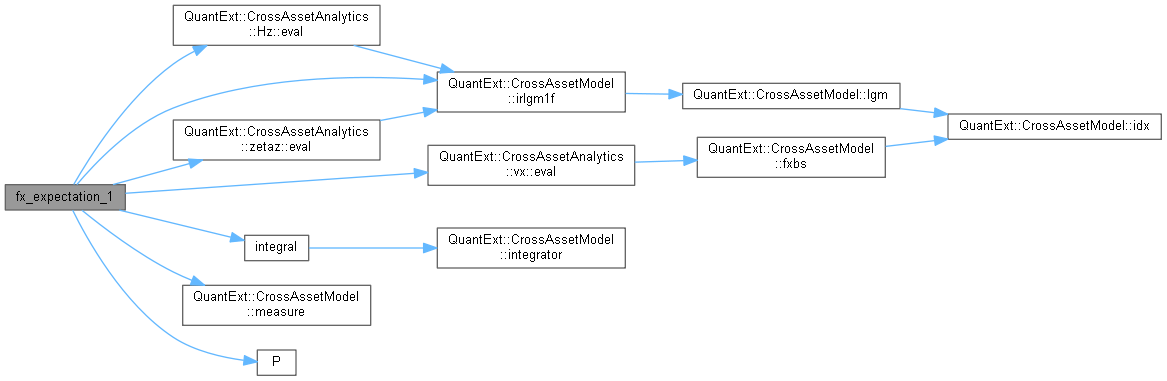 QuantExt::CrossAssetAnalytics
::Hz::eval
QuantExt::CrossAssetModel
::irlgm1f
QuantExt::CrossAssetModel::lgm
QuantExt::CrossAssetModel::idx
QuantExt::CrossAssetAnalytics
::zetaz::eval
QuantExt::CrossAssetAnalytics
::vx::eval
QuantExt::CrossAssetModel
::fxbs
fx_expectation_1
integral
QuantExt::CrossAssetModel
::integrator
QuantExt::CrossAssetModel
::measure
P